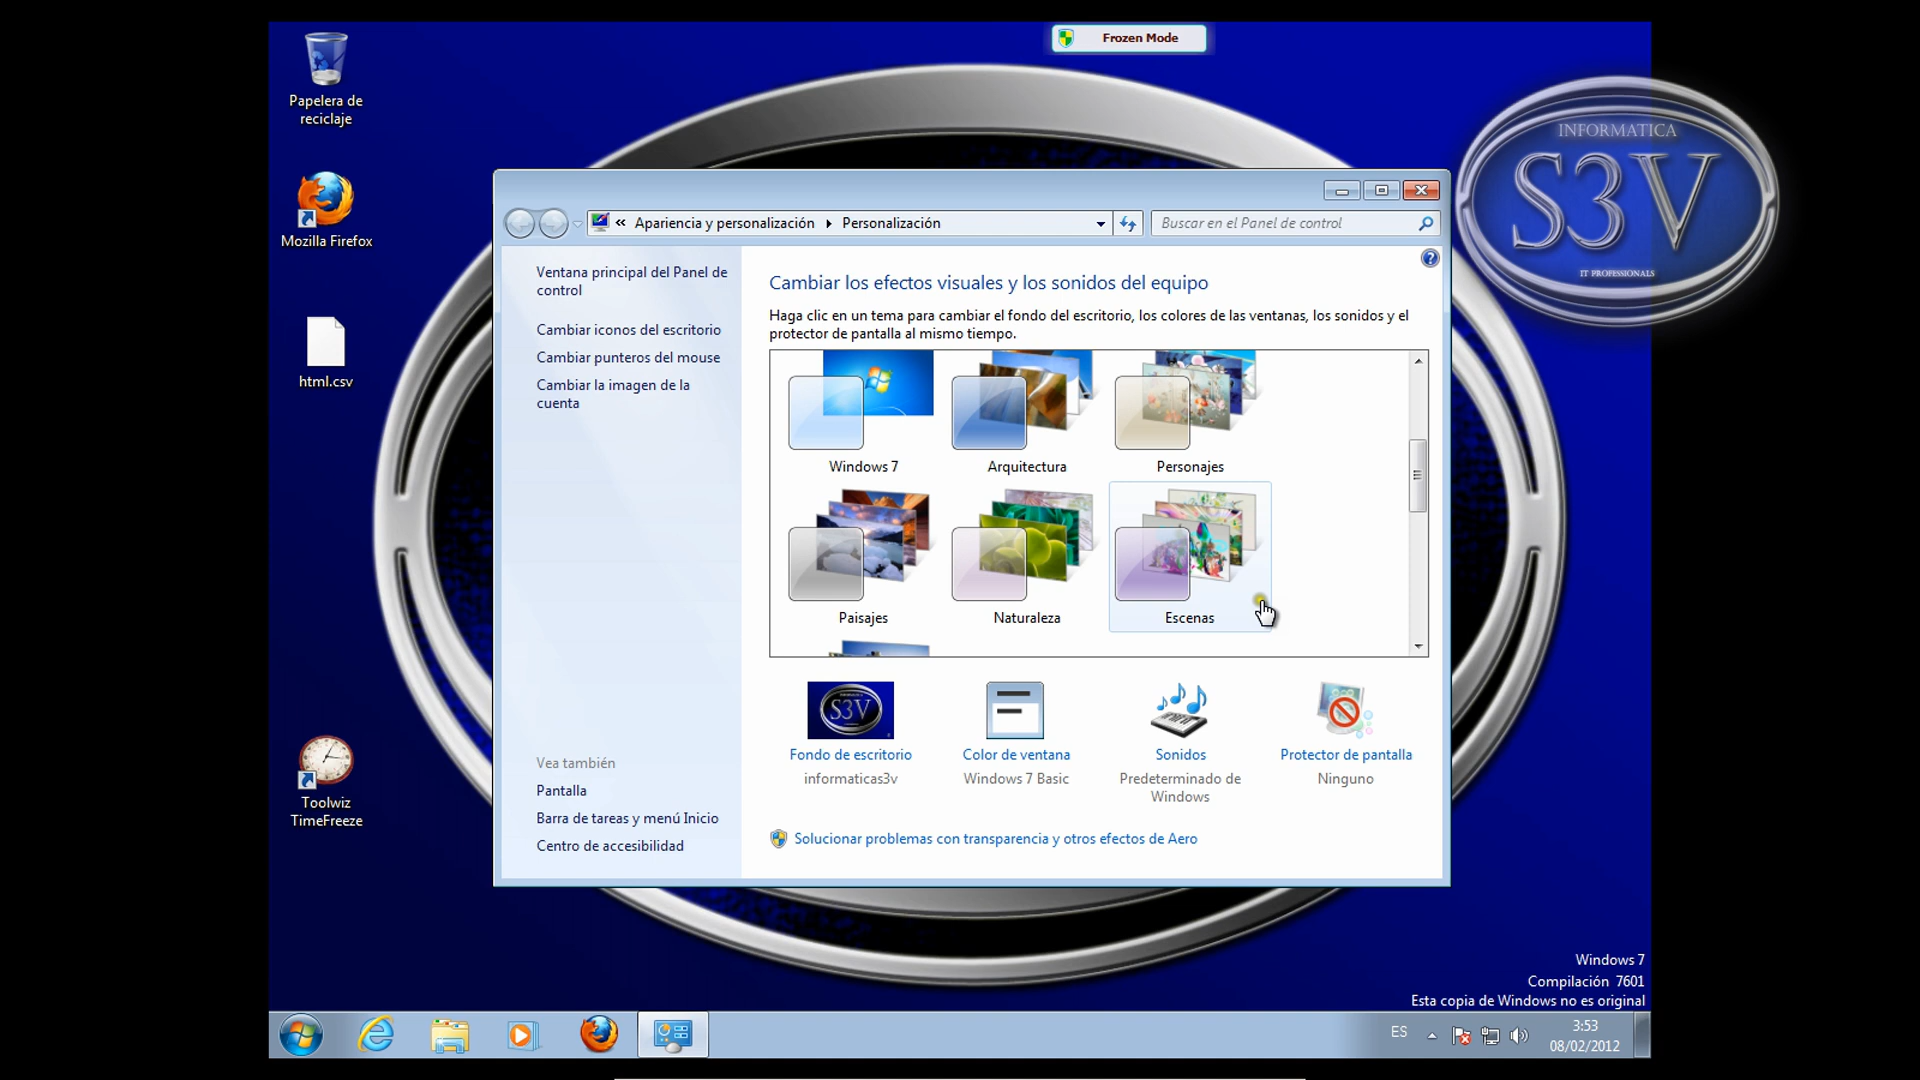 Papelera de
reciclaje
Mozilla Firefox
html.csv
Toolwiz
TimeFreeze
Frozen Mode
INFORMATICA
S3V
IT PROFESSIONALS
« Apariencia y personalización
Personalización
Buscar en el Panel de control
Ventana principal del Panel de
control
Cambiar iconos del escritorio
Cambiar punteros del mouse
Cambiar la imagen de la
cuenta
Vea también
Pantalla
Barra de tareas y menú Inicio
Centro de accesibilidad
Cambiar los efectos visuales y los sonidos del equipo
Haga clic en un tema para cambiar el fondo del escritorio, los colores de las ventanas, los sonidos y el
protector de pantalla al mismo tiempo.
Windows 7
Arquitectura
Personajes
Paisajes
Naturaleza
Escenas
S3V
Fondo de escritorio
informaticas3v
Color de ventana
Windows 7 Basic
Sonidos
Predeterminado de
Windows
Protector de pantalla
Ninguno
Solucionar problemas con transparencia y otros efectos de Aero
Windows 7
Compilación 7601
Esta copia de Windows no es original
ES
3:53
08/02/2012